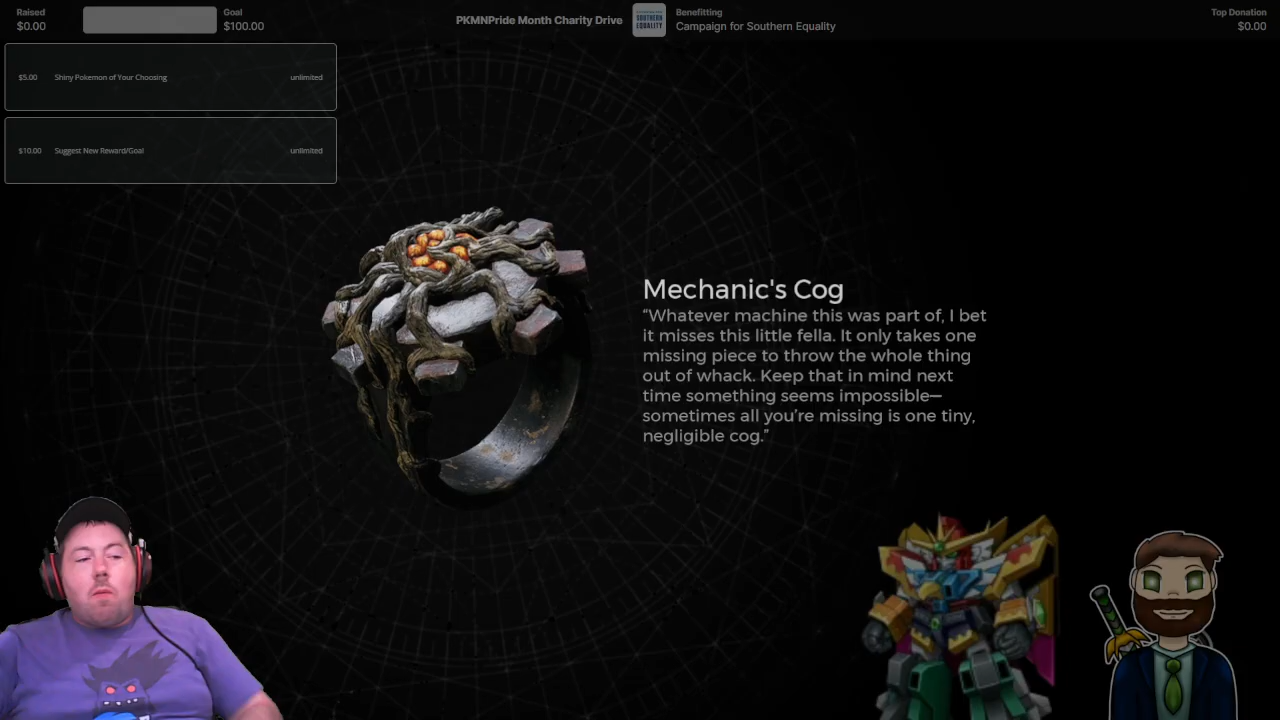 Raised
$0.00
Goal
$100.00
PKMNPride Month Charity Drive
SOUTHERN
EQUALITY
Benefitting
Campaign for Southern Equality
Top Donation
$0.00
$5.00 Shiny Pokemon of Your Choosing unlimited
$10.00 Suggest New Reward/Goal unlimited
Mechanic's Cog
“Whatever machine this was part of, I bet
it misses this little fella. It only takes one
missing piece to throw the whole thing
out of whack. Keep that in mind next
time something seems impossible—
sometimes all you’re missing is one tiny,
negligible cog.”